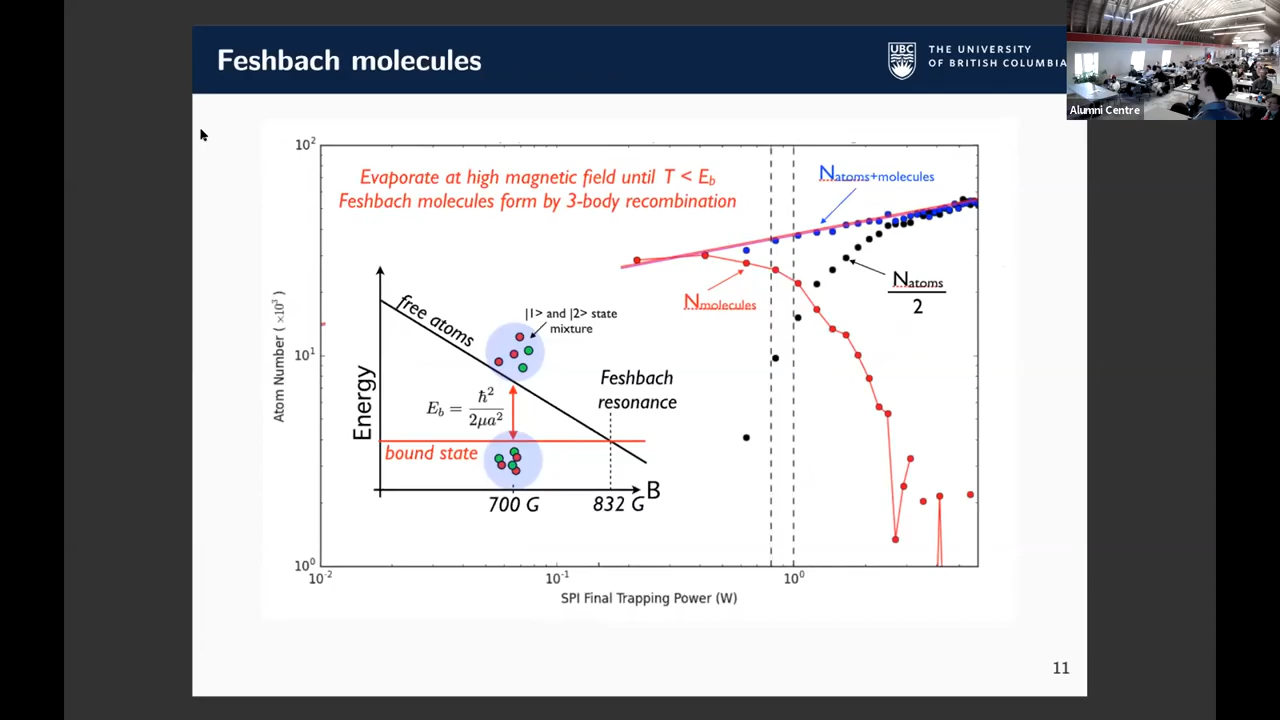 Feshbach molecules
UBC
THE UNIVERSITY
OF BRITISH COLUMBIA
Alumni Centre
Evaporate at high magnetic field until T < E_b
Feshbach molecules form by 3-body recombination
N_atoms+molecules
N_atoms
2
N_molecules
free atoms
|1> and |2> state
mixture
E_b = ħ² / 2μa²
Feshbach
resonance
bound state
Energy
B
700 G
832 G
Atom Number ( ×10³ )
10²
10¹
10⁰
10⁻²
10⁻¹
10⁰
SPI Final Trapping Power (W)
11